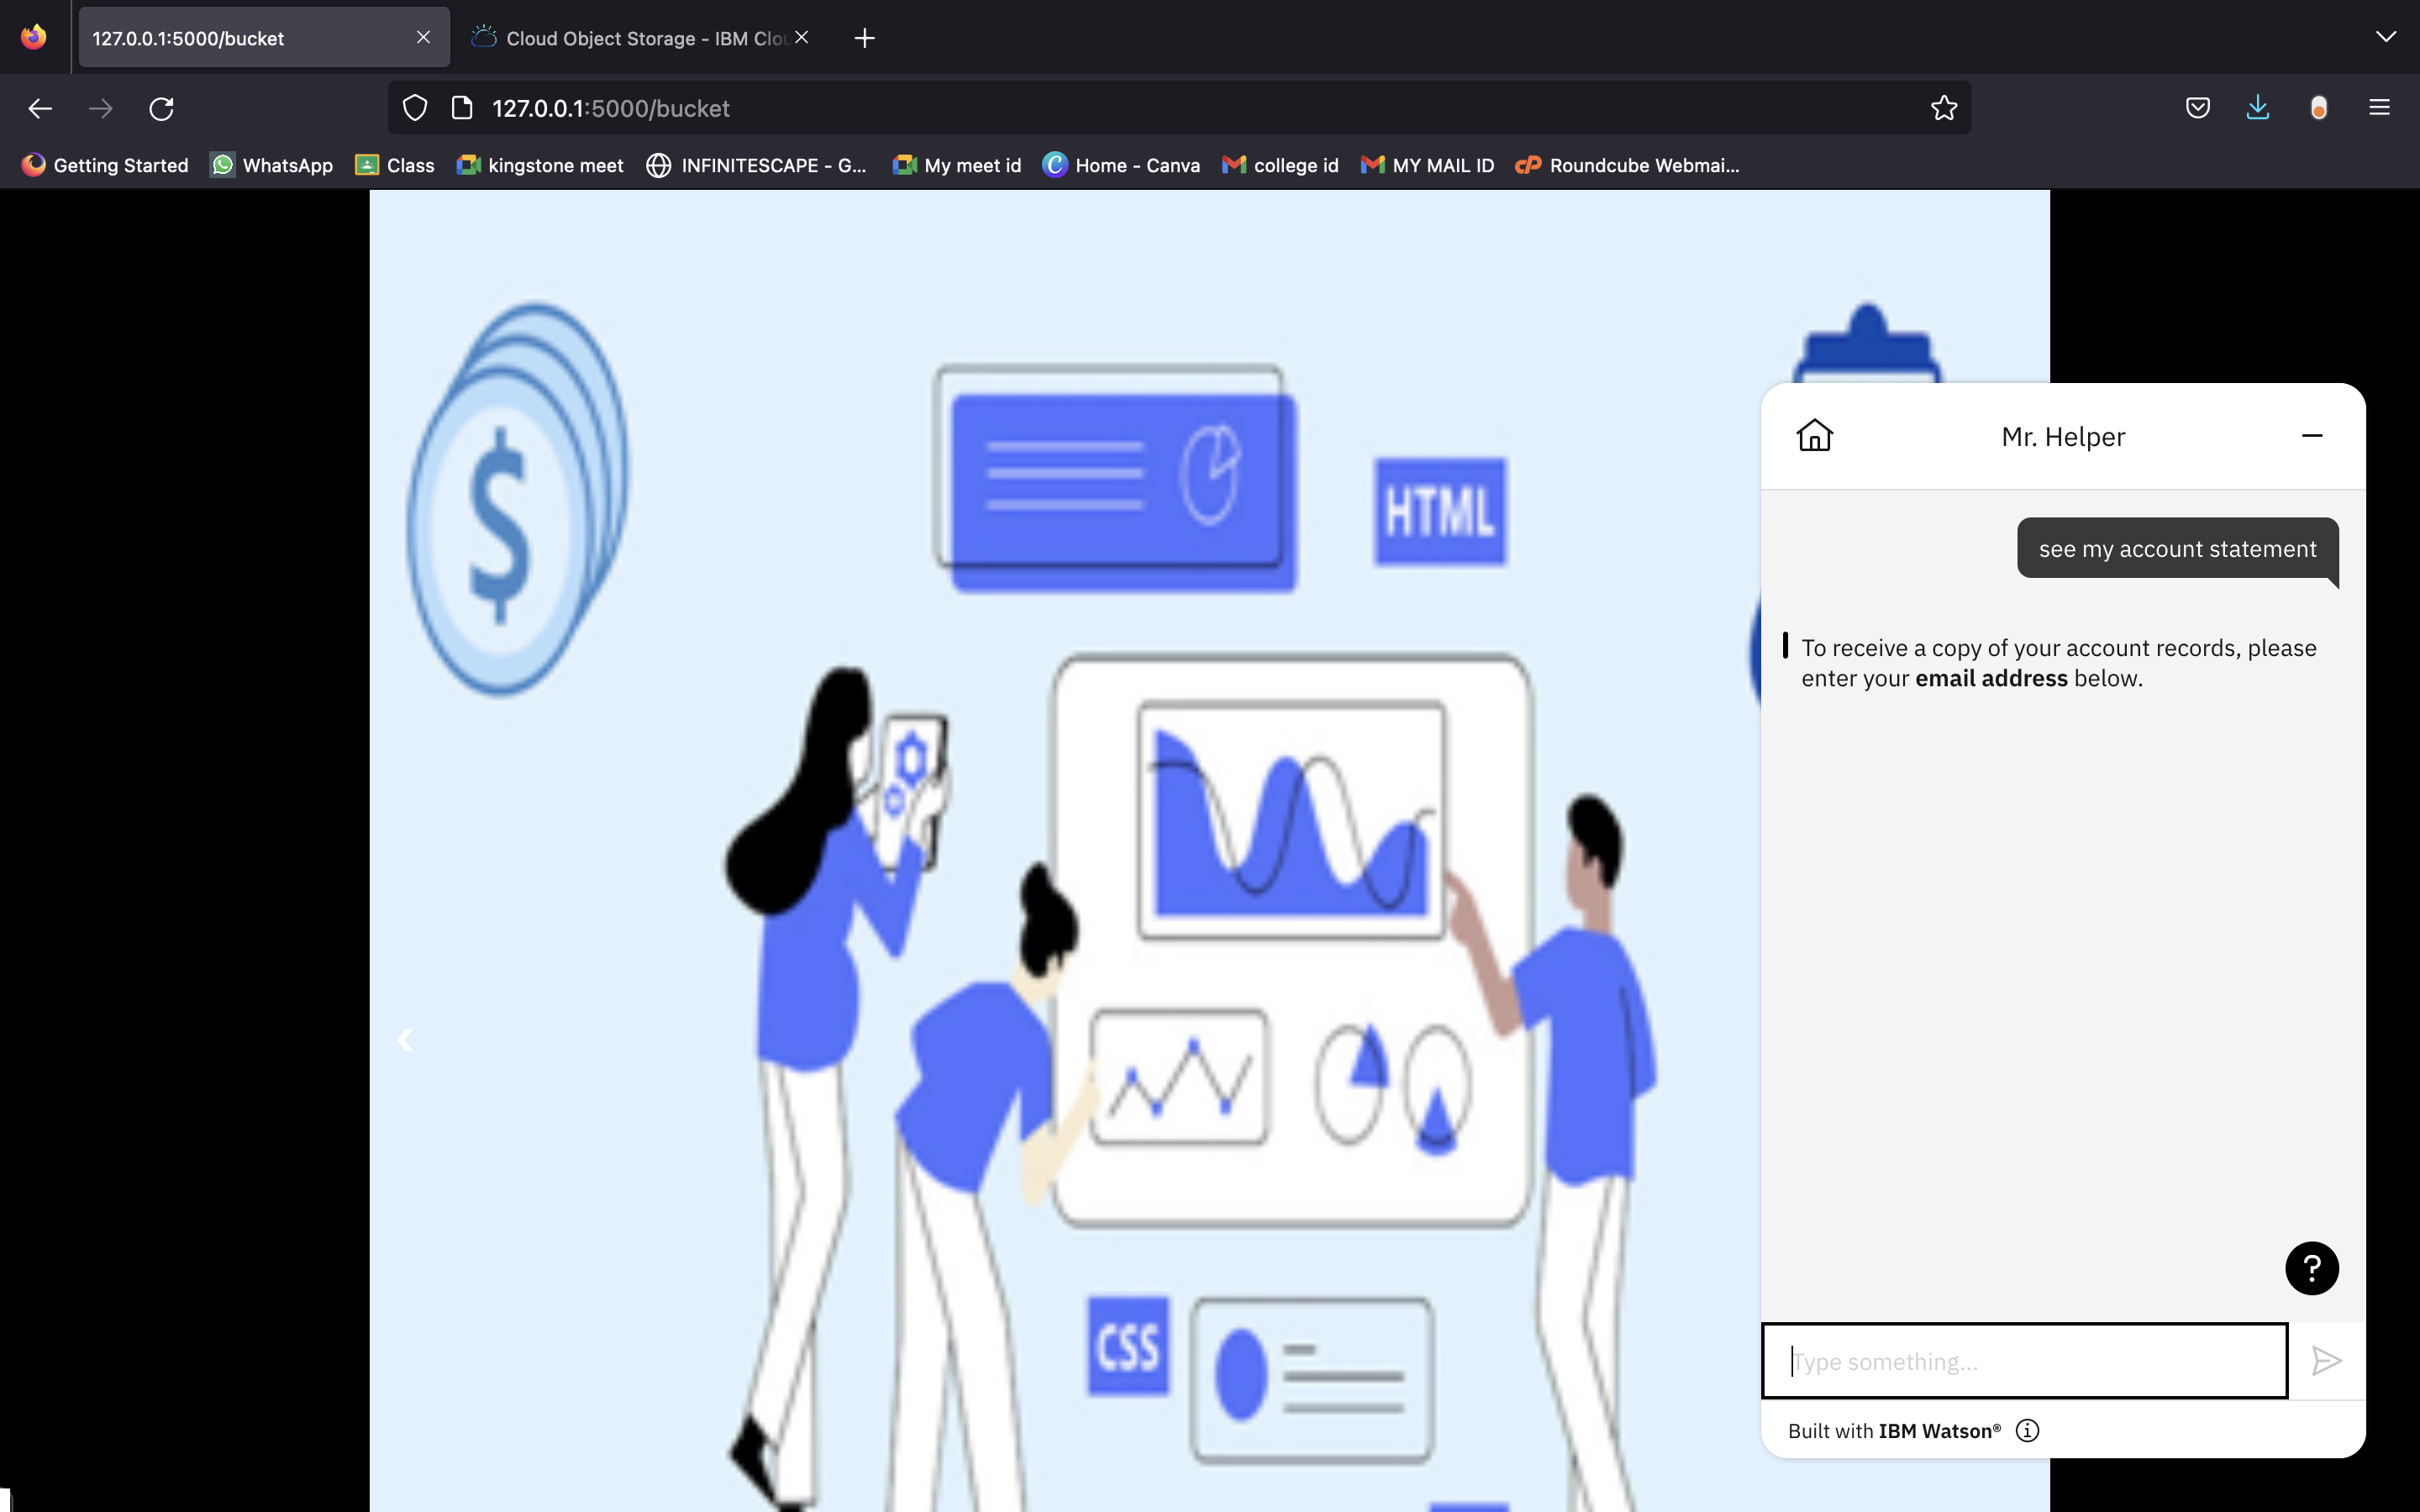 127.0.0.1:5000/bucket
Cloud Object Storage - IBM Clo
127.0.0.1:5000/bucket
Getting Started
WhatsApp
Class
kingstone meet
INFINITESCAPE - G...
My meet id
Home - Canva
college id
MY MAIL ID
Roundcube Webmai...
$
HTML
CSS
Mr. Helper
see my account statement
To receive a copy of your account records, please
enter your email address below.
?
Type something...
Built with IBM Watson®